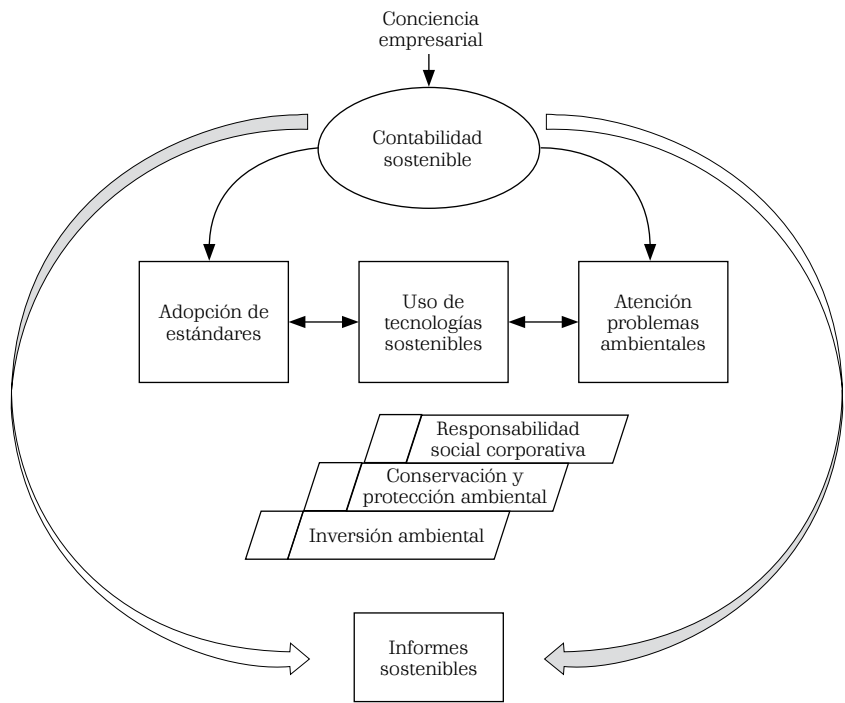 Conciencia
empresarial
Contabilidad
sostenible
Adopción de
estándares
Uso de
tecnologías
sostenibles
Atención
problemas
ambientales
Responsabilidad
social corporativa
Conservación y
protección ambiental
Inversión ambiental
Informes
sostenibles